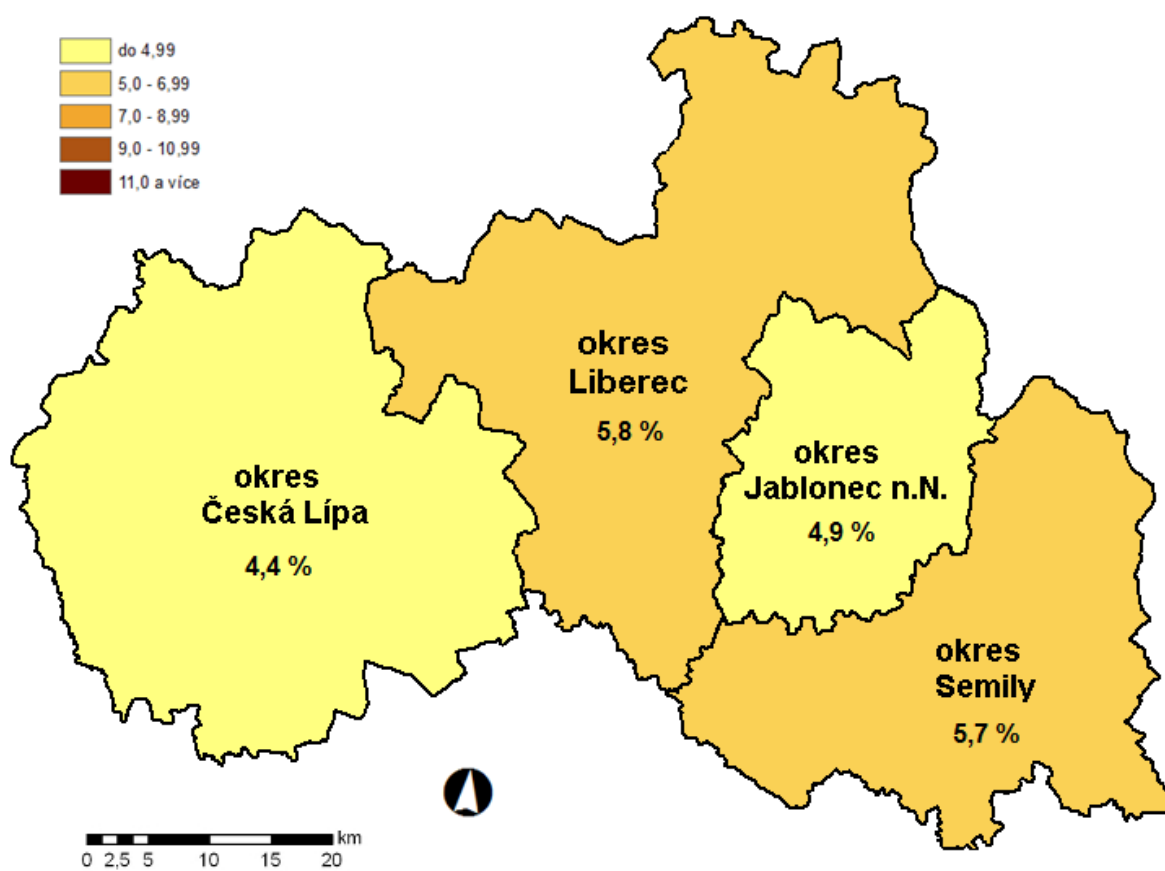 do 4,99
5,0 - 6,99
7,0 - 8,99
9,0 - 10,99
11,0 a více
okres
Liberec
5,8 %
okres
Jablonec n.N.
4,9 %
okres
Česká Lípa
4,4 %
okres
Semily
5,7 %
km
0 2,5 5 10 15 20